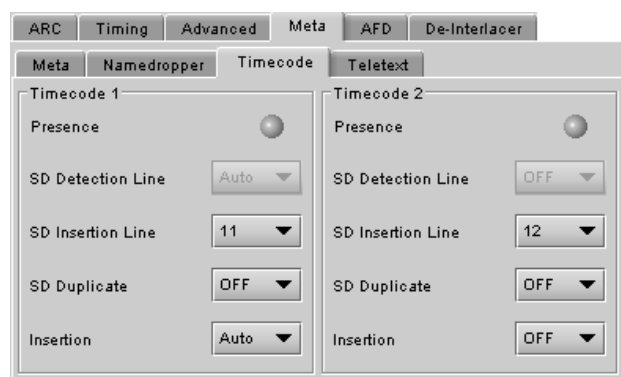 ARC Timing Advanced Meta AFD De-Interlacer
Meta Namedropper Timecode Teletext
Timecode 1
Presence
SD Detection Line Auto
SD Insertion Line 11
SD Duplicate OFF
Insertion Auto
Timecode 2
Presence
SD Detection Line OFF
SD Insertion Line 12
SD Duplicate OFF
Insertion OFF